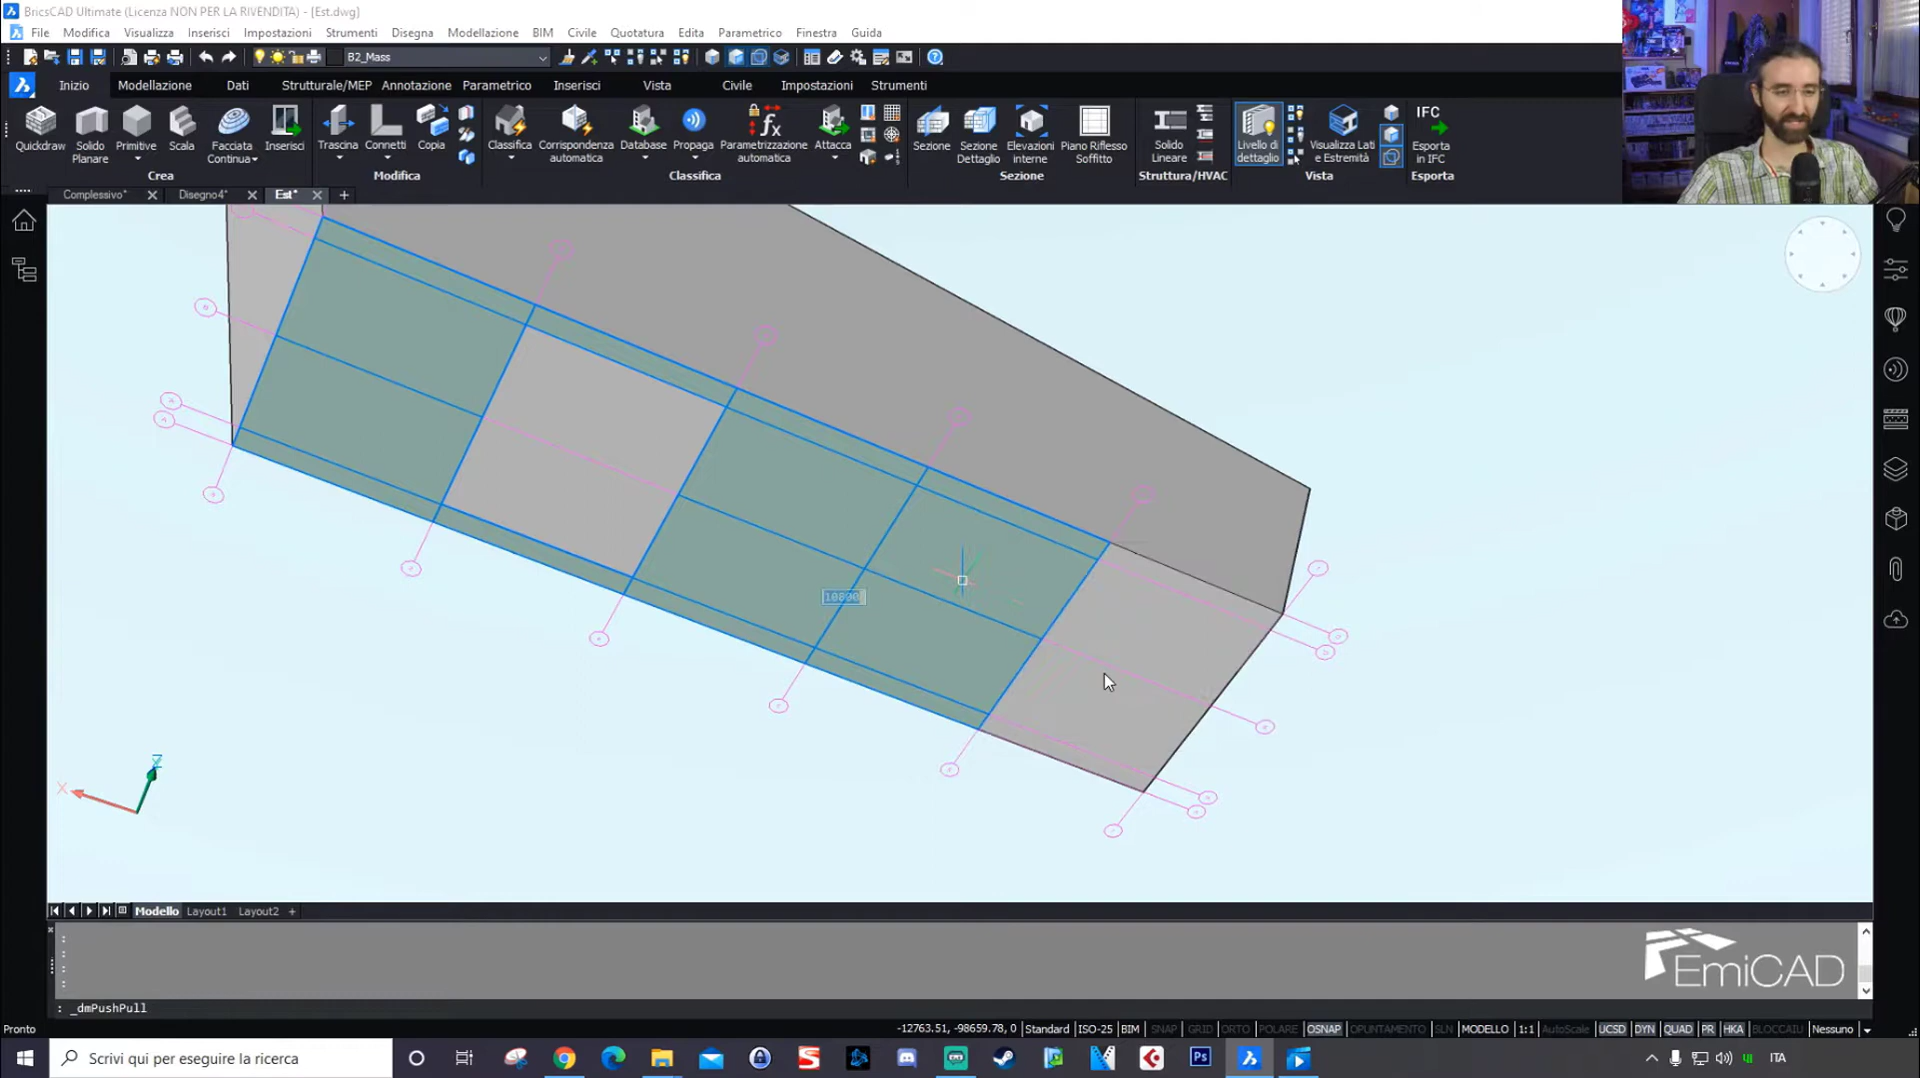 BricsCAD Ultimate (Licenza NON PER LA RIVENDITA) - [Est.dwg]
File Modifica Visualizza Inserisci Impostazioni Strumenti Disegna Modellazione BIM Civile Quotatura Edita Parametrico Finestra Guida
B2_Mass
Inizio Modellazione Dati Strutturale/MEP Annotazione Parametrico Inserisci Vista Civile Impostazioni Strumenti
Quickdraw Solido Planare Primitive Scala Facciata Continua Inserisci Trascina Connetti Copia Classifica Corrispondenza automatica Database Propaga Parametrizzazione automatica Attacca Sezione Sezione Dettaglio Elevazioni interne Piano Riflesso Soffitto Solido Lineare Livello di dettaglio Visualizza Lati e Estremità IFC Esporta in IFC
Crea Modifica Classifica Sezione Struttura/HVAC Vista Esporta
Complessivo* Disegno4* Est*
10800
Z
X
Modello Layout1 Layout2 +
:
:
:
:
EmiCAD
: _dmPushPull
Pronto -12763.51, -98659.78, 0 Standard ISO-25 BIM SNAP GRID ORTO POLARE OSNAP OPUNTAMENTO SLN MODELLO 1:1 AutoScale UCSD DYN QUAD PR HKA BLOCCAIU Nessuno
Scrivi qui per eseguire la ricerca
Ps
ITA